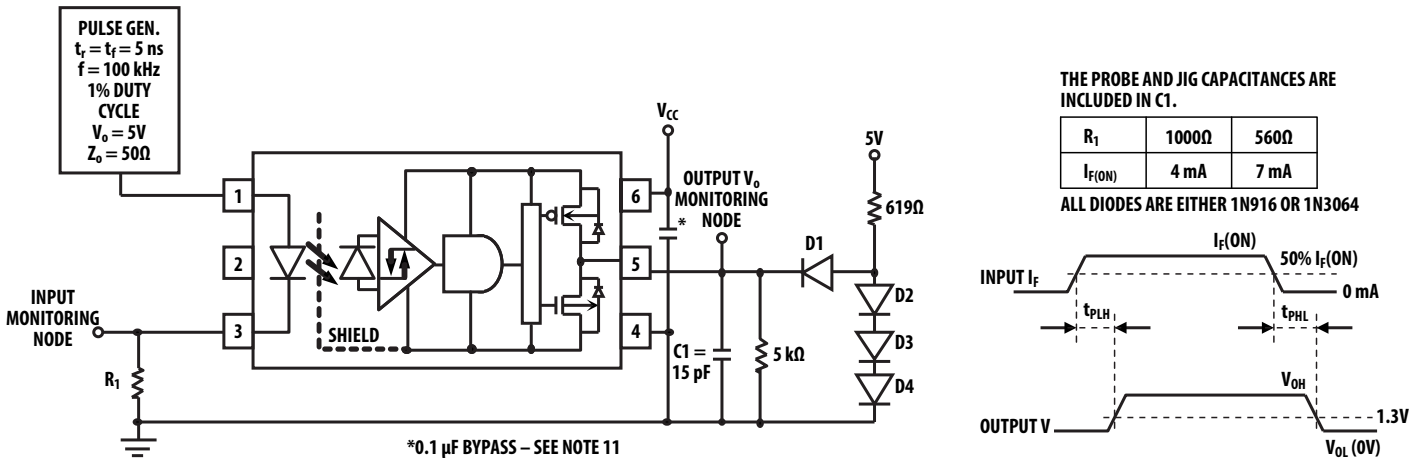 PULSE GEN.
tr = tf = 5 ns
f = 100 kHz
1% DUTY
CYCLE
Vo = 5V
Zo = 50Ω
1
2
3
INPUT
MONITORING
NODE
R1
SHIELD
6
5
4
VCC
*
OUTPUT Vo
MONITORING
NODE
C1 =
15 pF
5 kΩ
D1
5V
619Ω
D2
D3
D4
*0.1 µF BYPASS – SEE NOTE 11
THE PROBE AND JIG CAPACITANCES ARE
INCLUDED IN C1.
R1 1000Ω 560Ω
IF(ON) 4 mA 7 mA
ALL DIODES ARE EITHER 1N916 OR 1N3064
IF(ON)
INPUT IF
50% IF(ON)
0 mA
tPLH
tPHL
VOH
OUTPUT V
1.3V
VOL (0V)